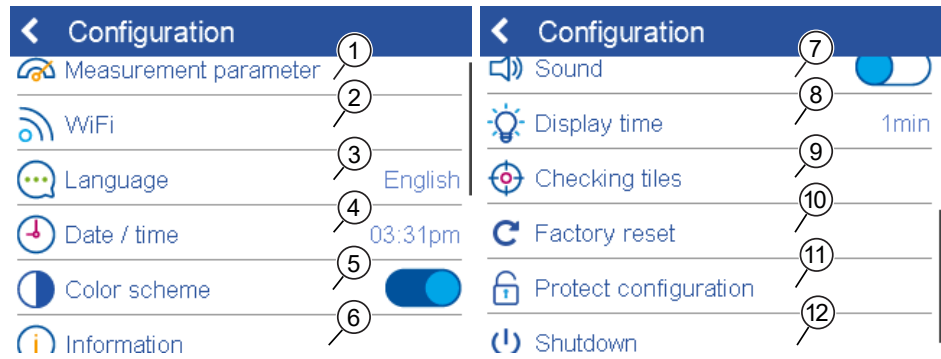 Configuration
1
Measurement parameter
2
WiFi
3
Language English
4
Date / time 03:31pm
5
Color scheme
6
Information
Configuration
7
Sound
8
Display time 1min
9
Checking tiles
10
Factory reset
11
Protect configuration
12
Shutdown